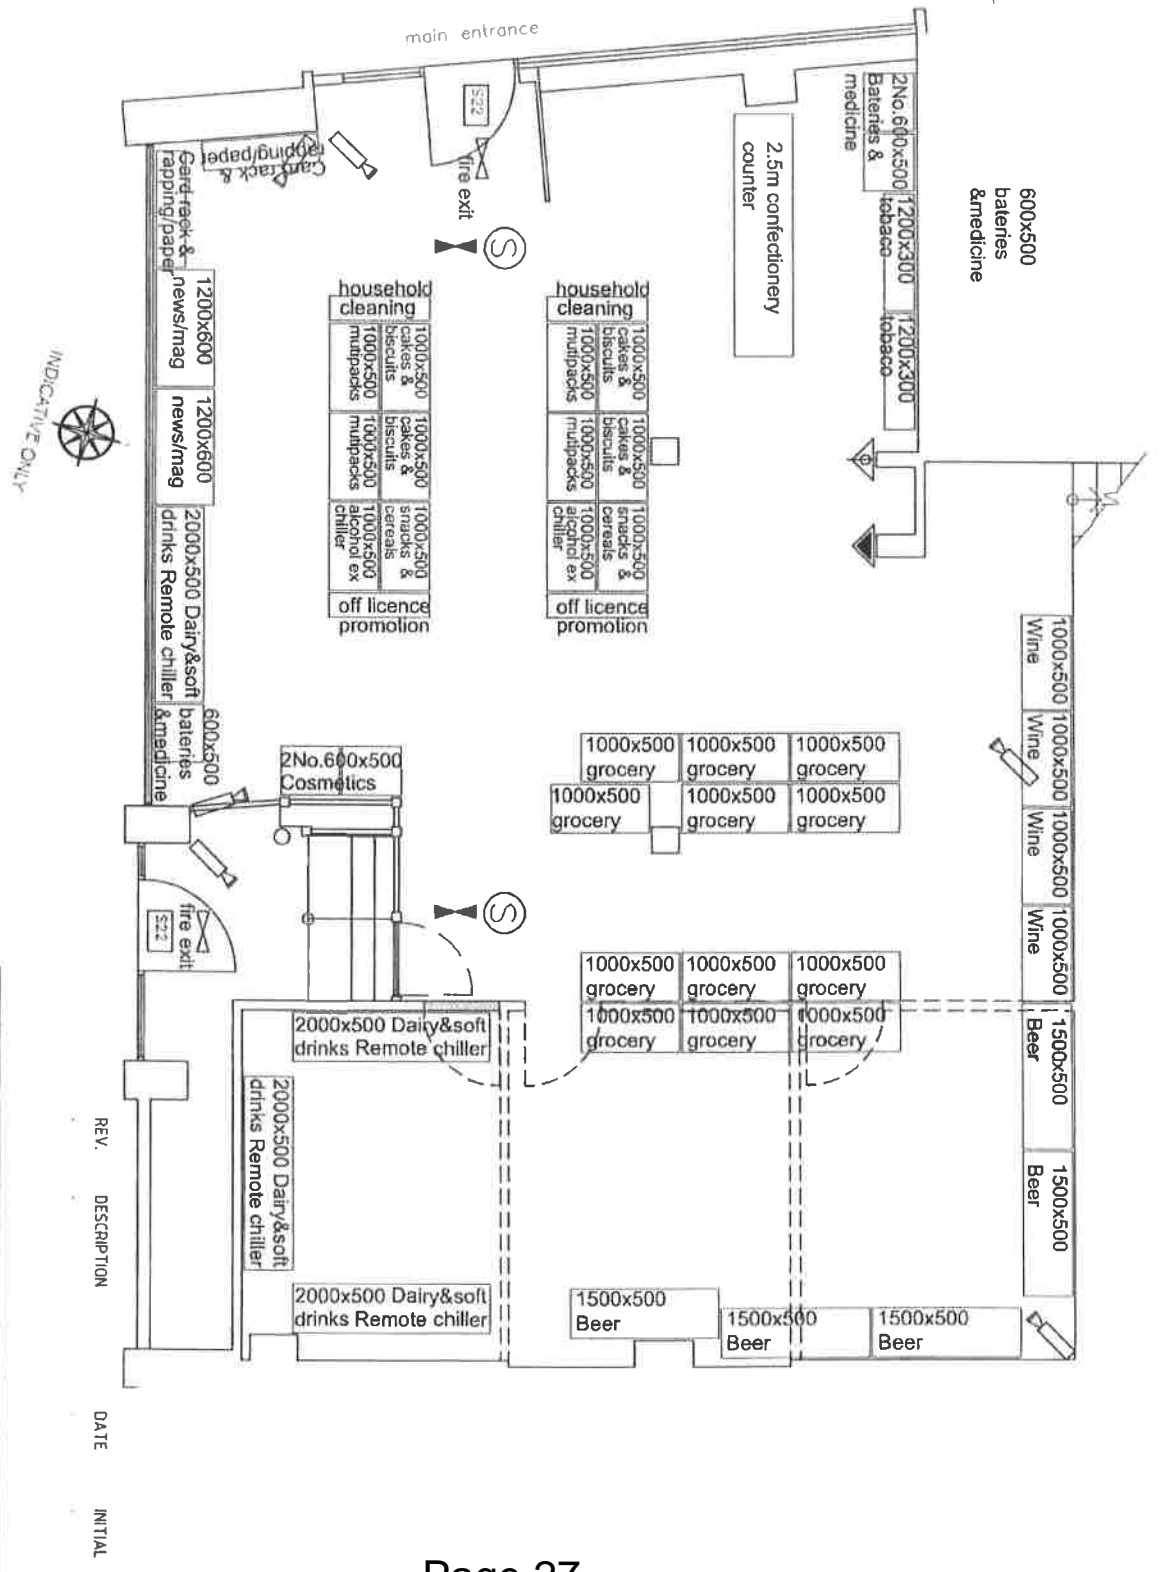 main entrance
S22
fire exit
S
Card rack &
rapping/paper
Card rack &
rapping/paper
1200x600
news/mag
1200x600
news/mag
2000x500 Dairy&soft
drinks Remote chiller
600x500
bateries
&medicine
INDICATIVE ONLY
2No.600x500
Bateries &
medicine
1200x300
tobaco
1200x300
tobaco
600x500
bateries
&medicine
2.5m confectionery
counter
household
cleaning
1000x500
cakes &
biscuits
1000x500
mutipacks
1000x500
cakes &
biscuits
1000x500
mutipacks
1000x500
snacks &
cereals
1000x500
alcohol ex
chiller
off licence
promotion
household
cleaning
1000x500
cakes &
biscuits
1000x500
mutipacks
1000x500
cakes &
biscuits
1000x500
mutipacks
1000x500
snacks &
cereals
1000x500
alcohol ex
chiller
off licence
promotion
1000x500
Wine
1000x500
Wine
1000x500
Wine
1000x500
Wine
1500x500
Beer
1500x500
Beer
2No.600x500
Cosmetics
1000x500
grocery
1000x500
grocery
1000x500
grocery
1000x500
grocery
1000x500
grocery
1000x500
grocery
S
fire exit
S22
1000x500
grocery
1000x500
grocery
1000x500
grocery
1000x500
grocery
1000x500
grocery
1000x500
grocery
2000x500 Dairy&soft
drinks Remote chiller
2000x500 Dairy&soft
drinks Remote chiller
2000x500 Dairy&soft
drinks Remote chiller
1500x500
Beer
1500x500
Beer
1500x500
Beer
REV.
DESCRIPTION
DATE
INITIAL
Page 27